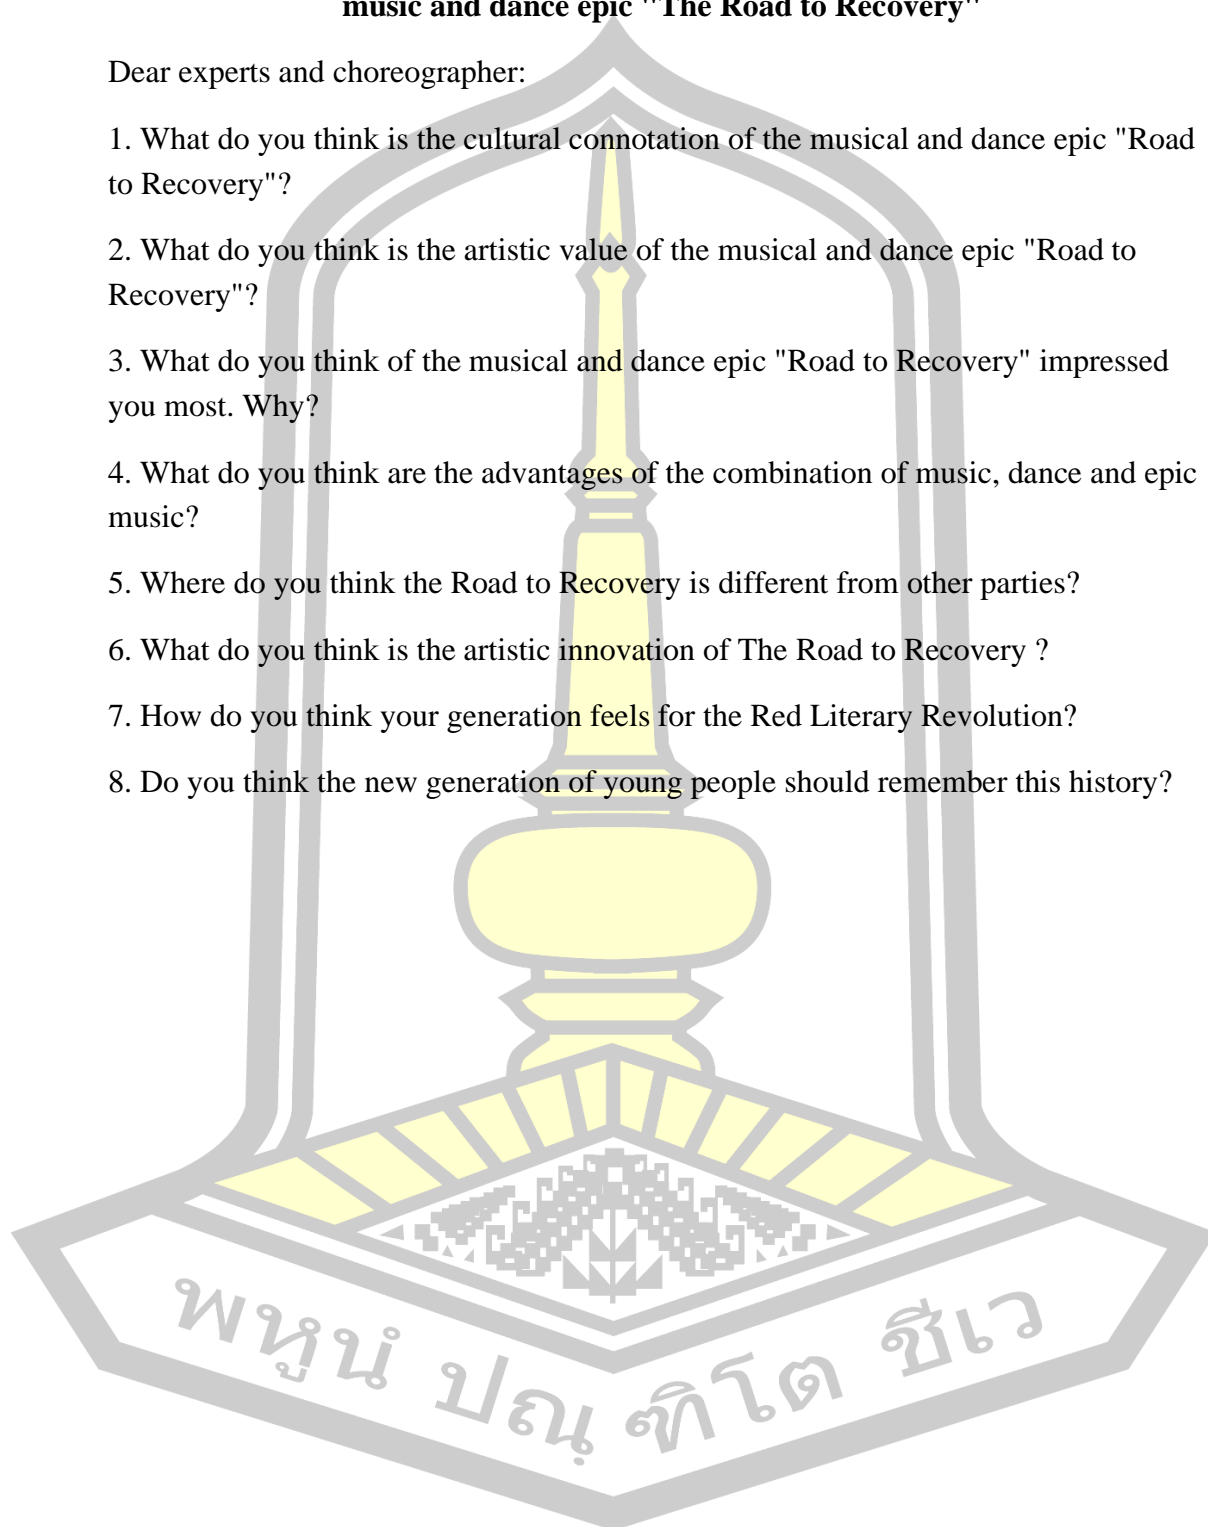 music and dance epic "The Road to Recovery"
Dear experts and choreographer:
1. What do you think is the cultural connotation of the musical and dance epic "Road
to Recovery"?
2. What do you think is the artistic value of the musical and dance epic "Road to
Recovery"?
3. What do you think of the musical and dance epic "Road to Recovery" impressed
you most. Why?
4. What do you think are the advantages of the combination of music, dance and epic
music?
5. Where do you think the Road to Recovery is different from other parties?
6. What do you think is the artistic innovation of The Road to Recovery ?
7. How do you think your generation feels for the Red Literary Revolution?
8. Do you think the new generation of young people should remember this history?
พหูนํ ปณฺฑิโต ชีเว